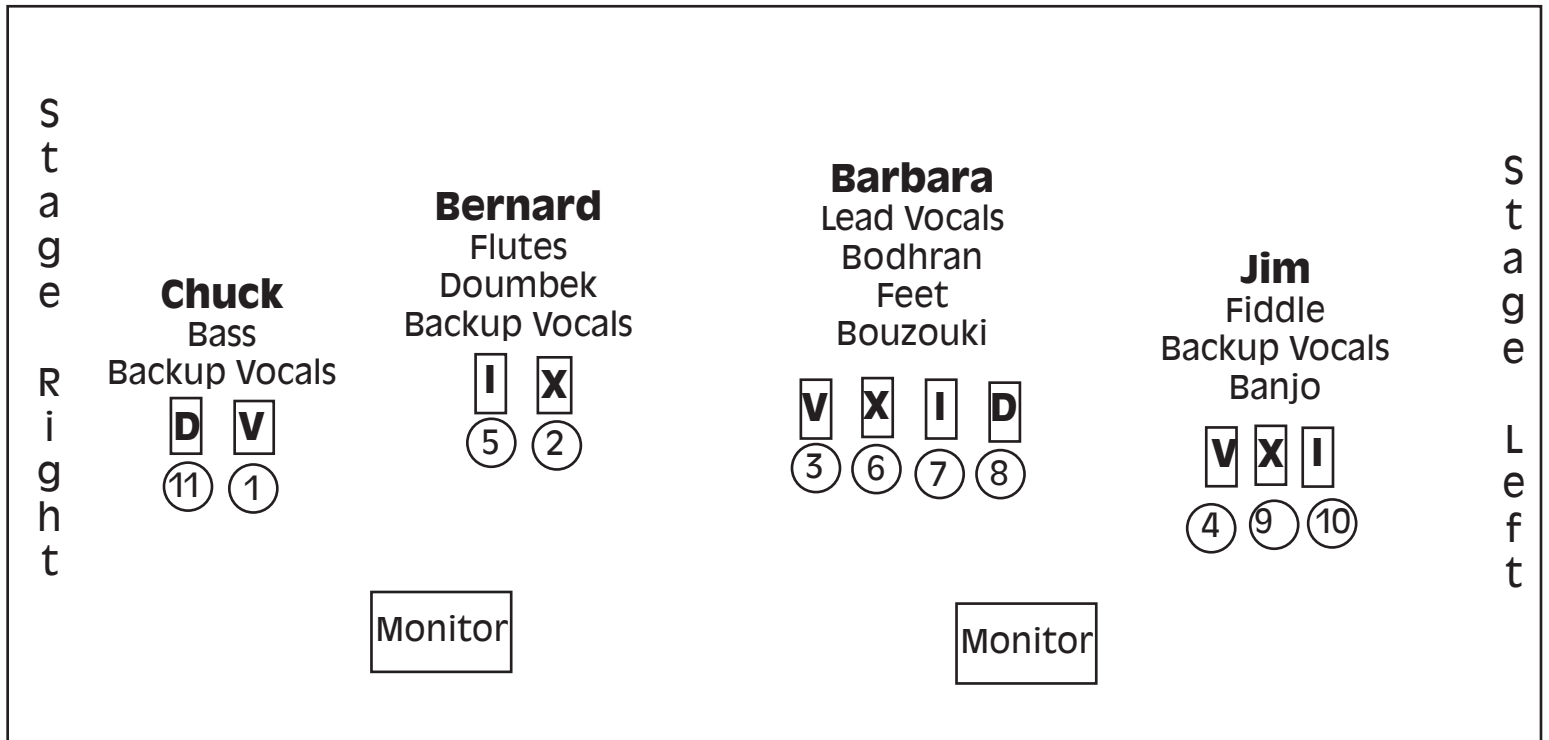 Stage Right
Chuck
Bass
Backup Vocals
D V
11 1
Bernard
Flutes
Doumbek
Backup Vocals
I X
5 2
Barbara
Lead Vocals
Bodhran
Feet
Bouzouki
V X I D
3 6 7 8
Jim
Fiddle
Backup Vocals
Banjo
V X I
4 9 10
Stage Left
Monitor
Monitor